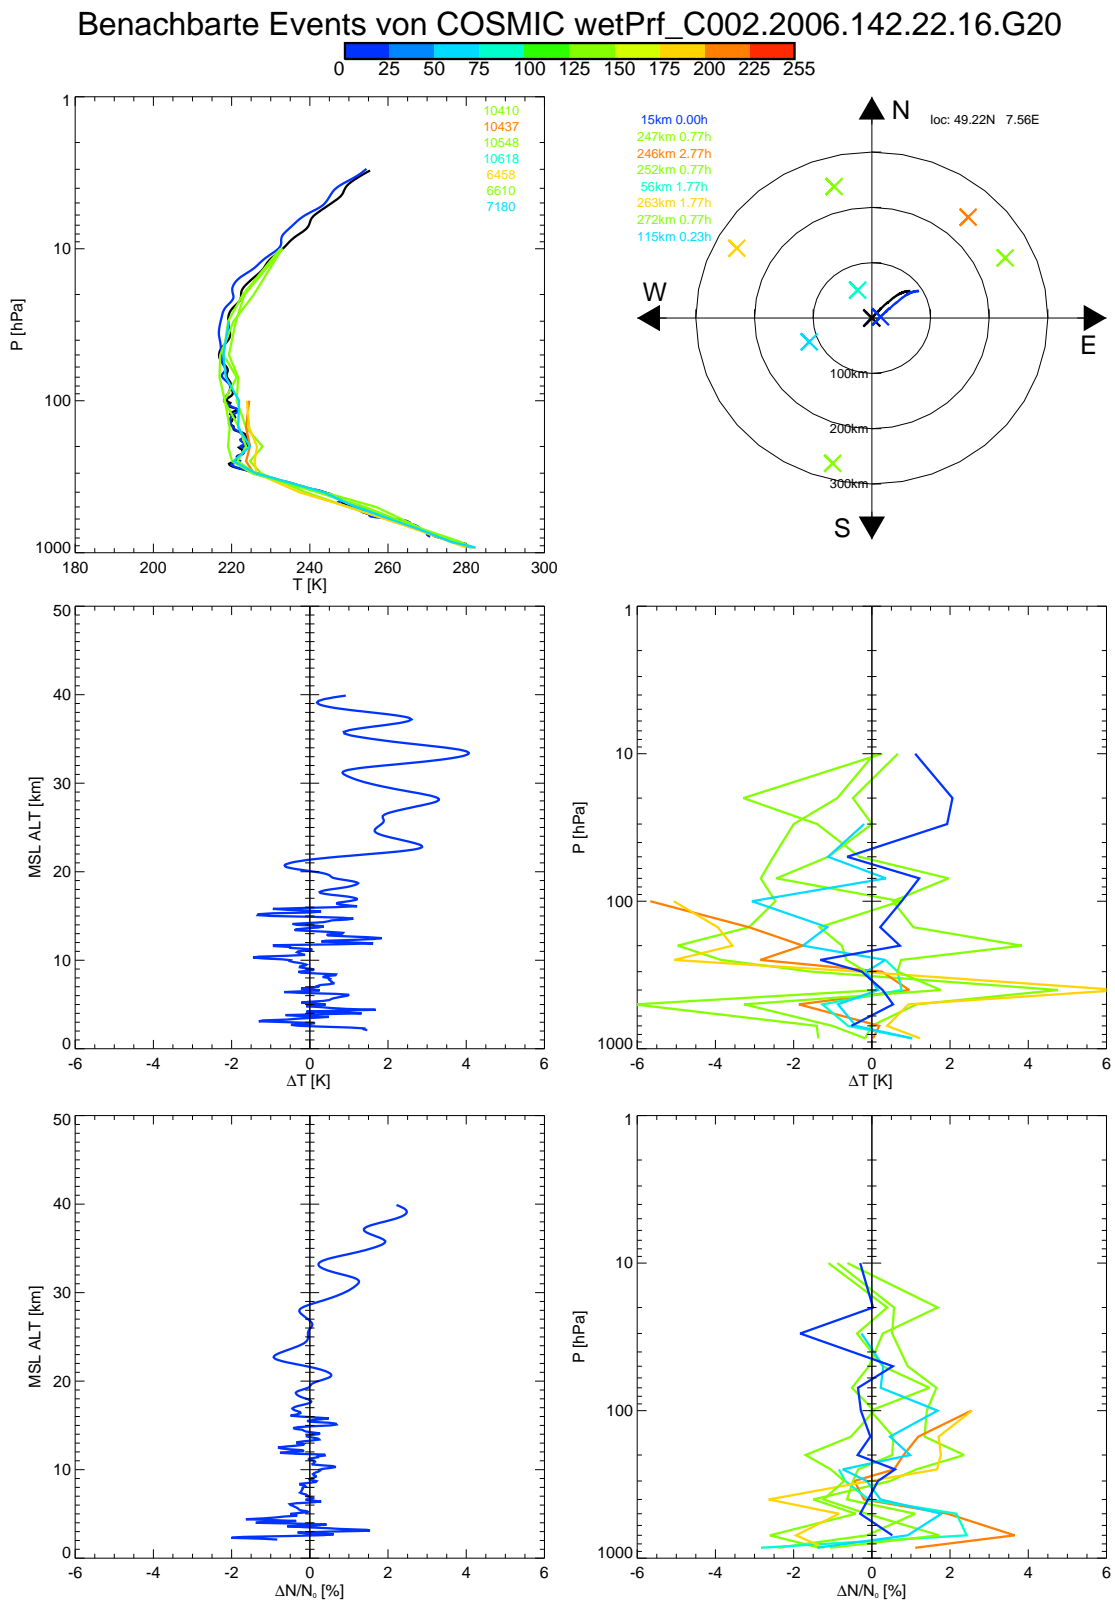 Benachbarte Events von COSMIC wetPrf_C002.2006.142.22.16.G20
0 25 50 75 100 125 150 175 200 225 255
1
10
100
1000
P [hPa]
180 200 220 240 260 280 300
T [K]
10410
10437
10548
10618
6458
6610
7180
15km 0.00h
247km 0.77h
246km 2.77h
252km 0.77h
56km 1.77h
263km 1.77h
272km 0.77h
115km 0.23h
N
loc: 49.22N 7.56E
W
E
100km
200km
300km
S
50
40
30
20
10
0
MSL ALT [km]
-6 -4 -2 0 2 4 6
ΔT [K]
1
10
100
1000
P [hPa]
-6 -4 -2 0 2 4 6
ΔT [K]
50
40
30
20
10
0
MSL ALT [km]
-6 -4 -2 0 2 4 6
ΔN/N₀ [%]
1
10
100
1000
P [hPa]
-6 -4 -2 0 2 4 6
ΔN/N₀ [%]